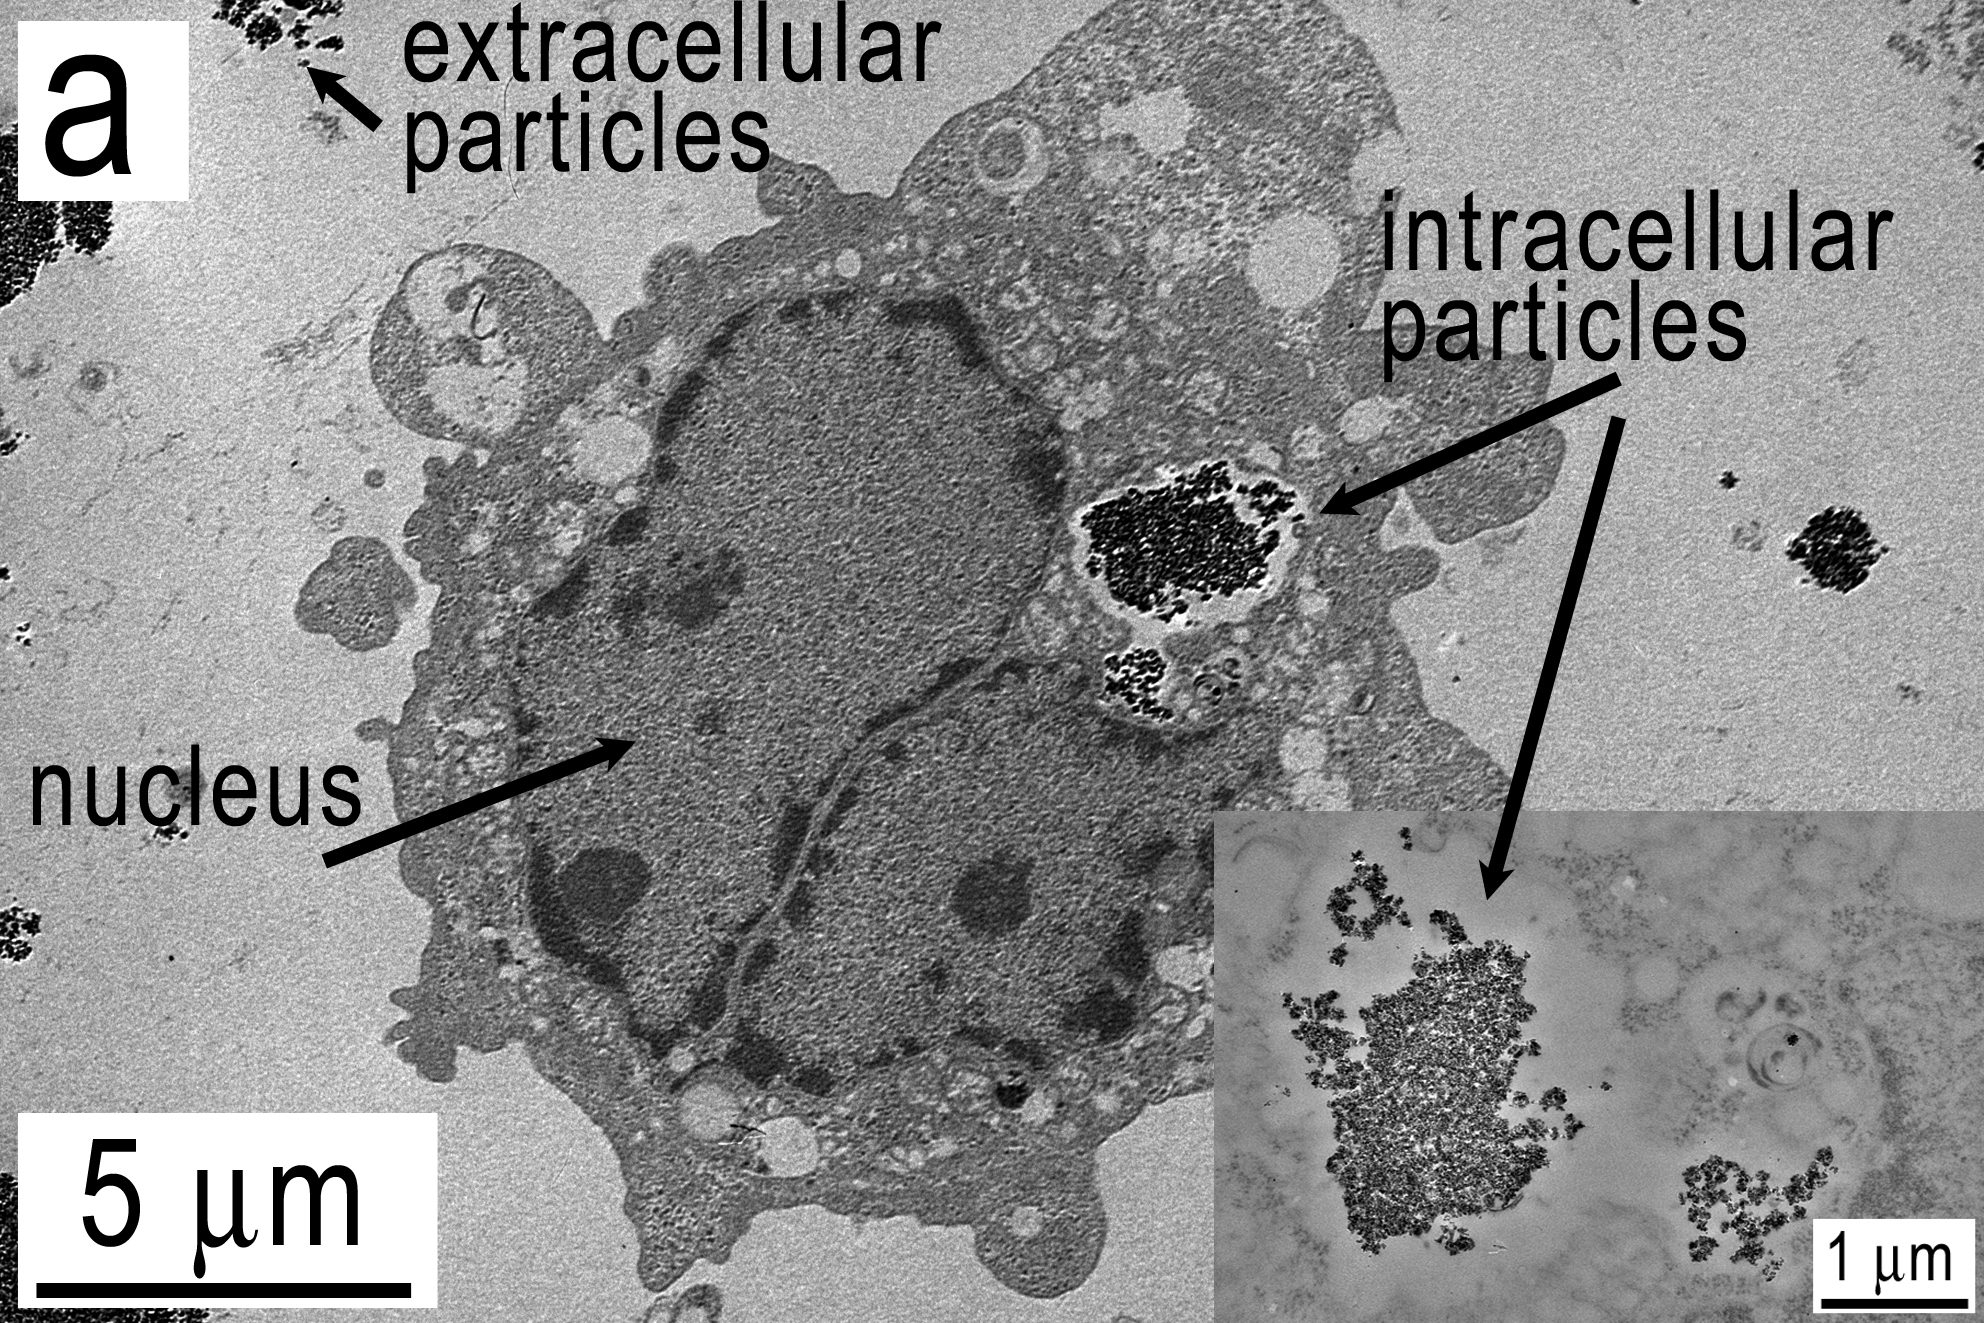 a
extracellular
particles
intracellular
particles
nucleus
5 μm
1 μm